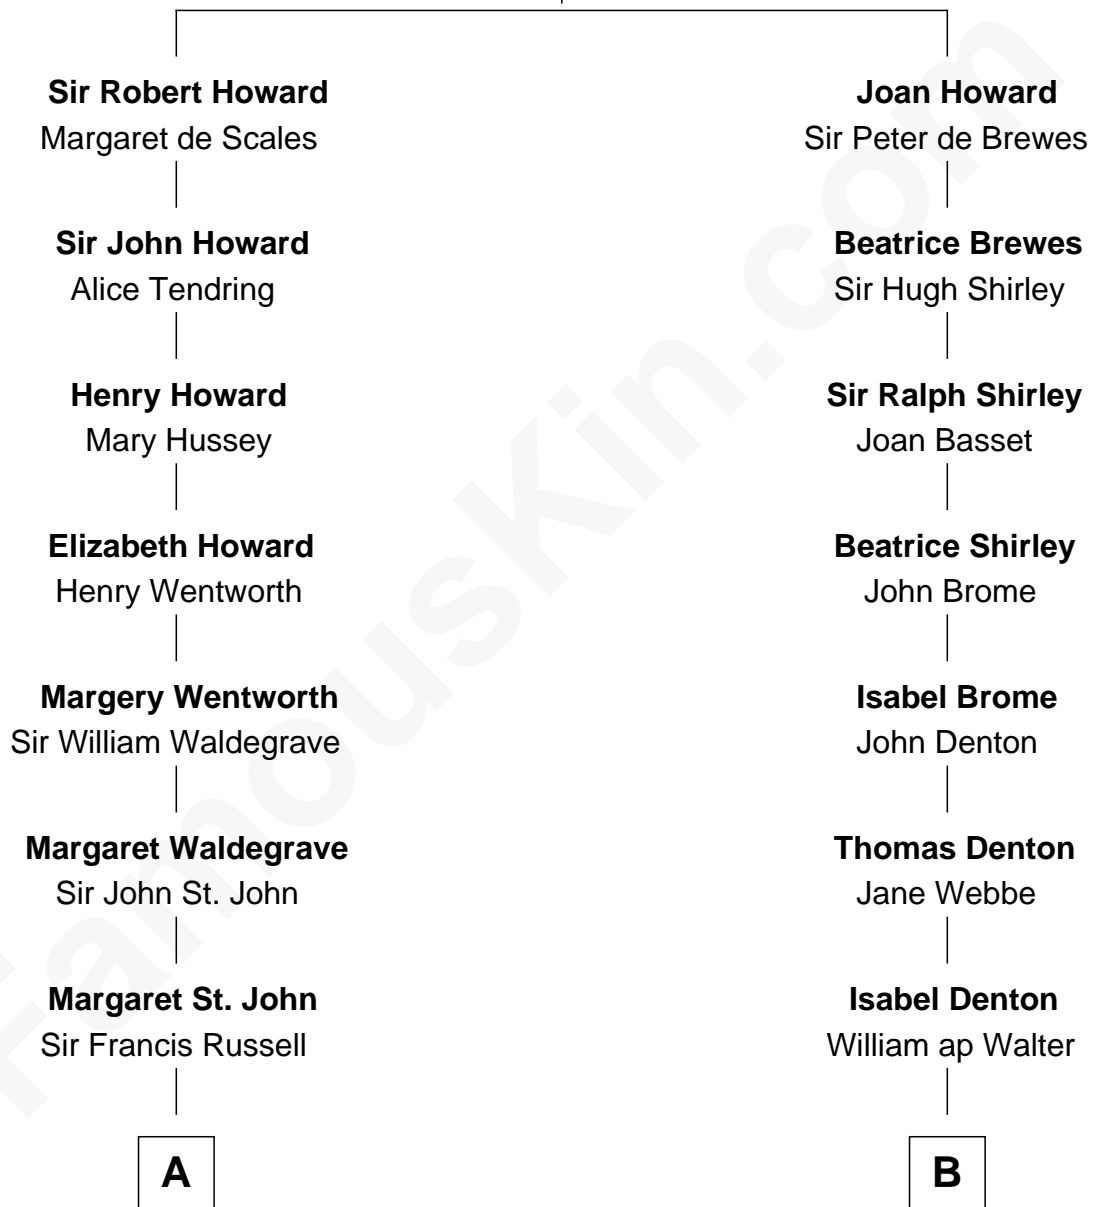 Sir Robert Howard
Margaret de Scales
Sir John Howard
Alice Tendring
Henry Howard
Mary Hussey
Elizabeth Howard
Henry Wentworth
Margery Wentworth
Sir William Waldegrave
Margaret Waldegrave
Sir John St. John
Margaret St. John
Sir Francis Russell
A
Joan Howard
Sir Peter de Brewes
Beatrice Brewes
Sir Hugh Shirley
Sir Ralph Shirley
Joan Basset
Beatrice Shirley
John Brome
Isabel Brome
John Denton
Thomas Denton
Jane Webbe
Isabel Denton
William ap Walter
B
FamousKin.com